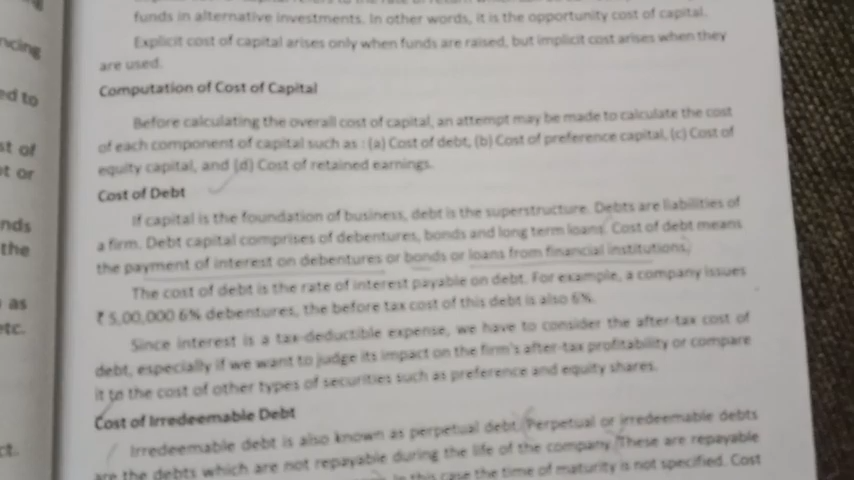 funds in alternative investments. In other words, it is the opportunity cost of capital.
Explicit cost of capital arises only when funds are raised, but implicit cost arises when they
are used.
Computation of Cost of Capital
Before calculating the overall cost of capital, an attempt may be made to calculate the cost
of each component of capital such as : (a) Cost of debt, (b) Cost of preference capital, (c) Cost of
equity capital, and (d) Cost of retained earnings.
Cost of Debt
If capital is the foundation of business, debt is the superstructure. Debts are liabilities of
a firm. Debt capital comprises of debentures, bonds and long term loans. Cost of debt means
the payment of interest on debentures or bonds or loans from financial institutions.
The cost of debt is the rate of interest payable on debt. For example, a company issues
₹ 5,00,000 6% debentures, the before tax cost of this debt is also 6%.
Since interest is a tax-deductible expense, we have to consider the after-tax cost of
debt, especially if we want to judge its impact on the firm's after-tax profitability or compare
it to the cost of other types of securities such as preference and equity shares.
Cost of Irredeemable Debt
Irredeemable debt is also known as perpetual debt. Perpetual or irredeemable debts
are the debts which are not repayable during the life of the company. These are repayable
In this case the time of maturity is not specified. Cost
ncing
ed to
st of
ot or
nds
the
as
etc.
ct.